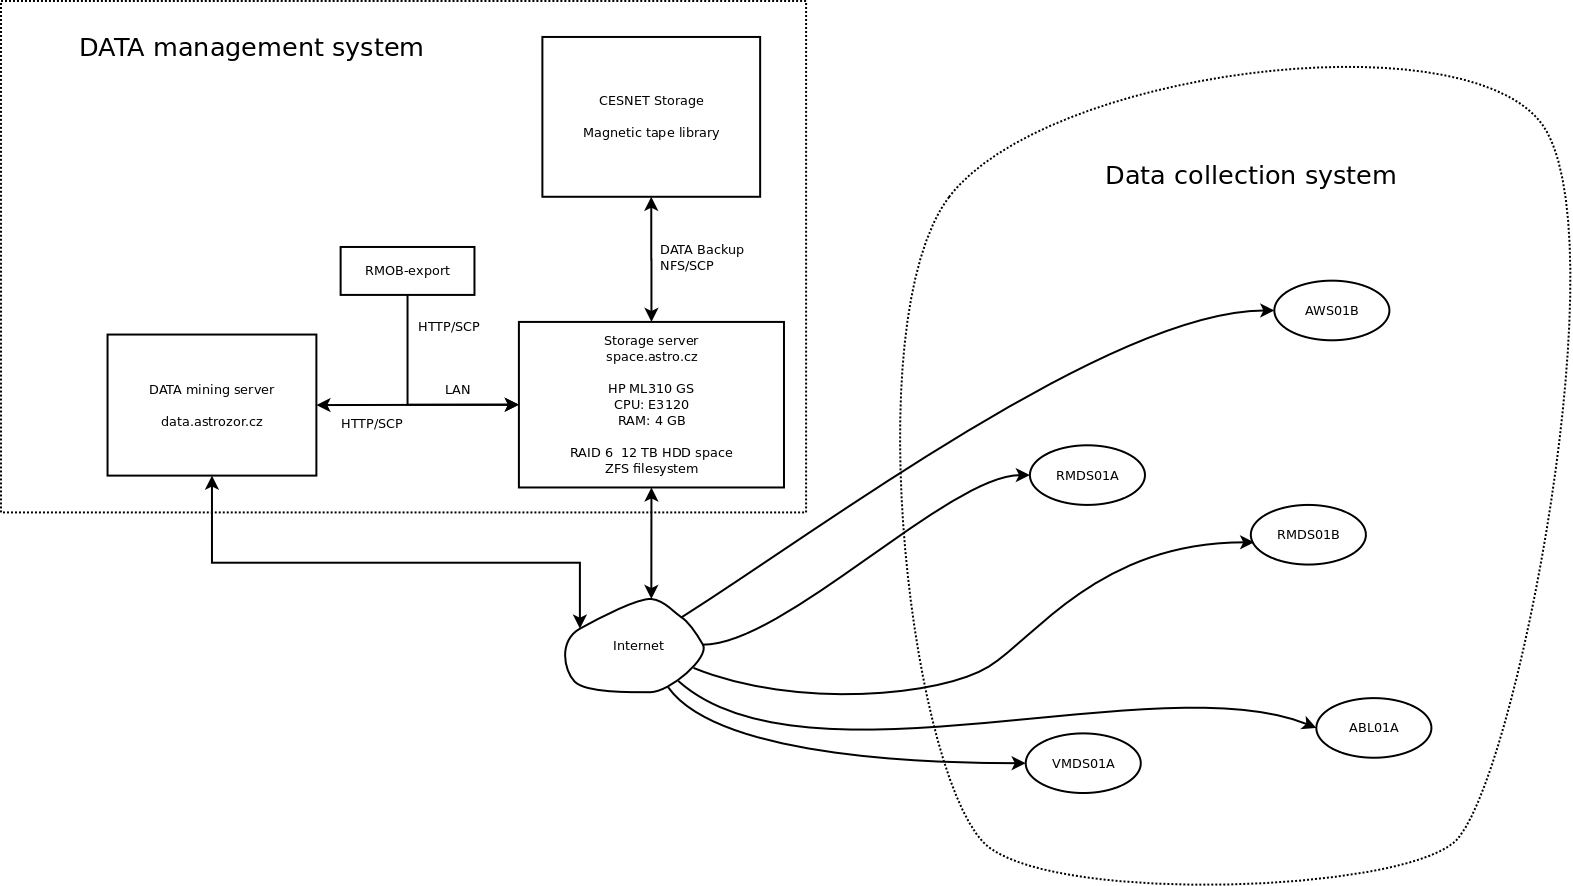 DATA management system
CESNET Storage
Magnetic tape library
Data collection system
DATA Backup
NFS/SCP
RMOB-export
HTTP/SCP
AWS01B
DATA mining server
data.astrozor.cz
LAN
HTTP/SCP
Storage server
space.astro.cz
HP ML310 GS
CPU: E3120
RAM: 4 GB
RAID 6  12 TB HDD space
ZFS filesystem
RMDS01A
RMDS01B
Internet
ABL01A
VMDS01A